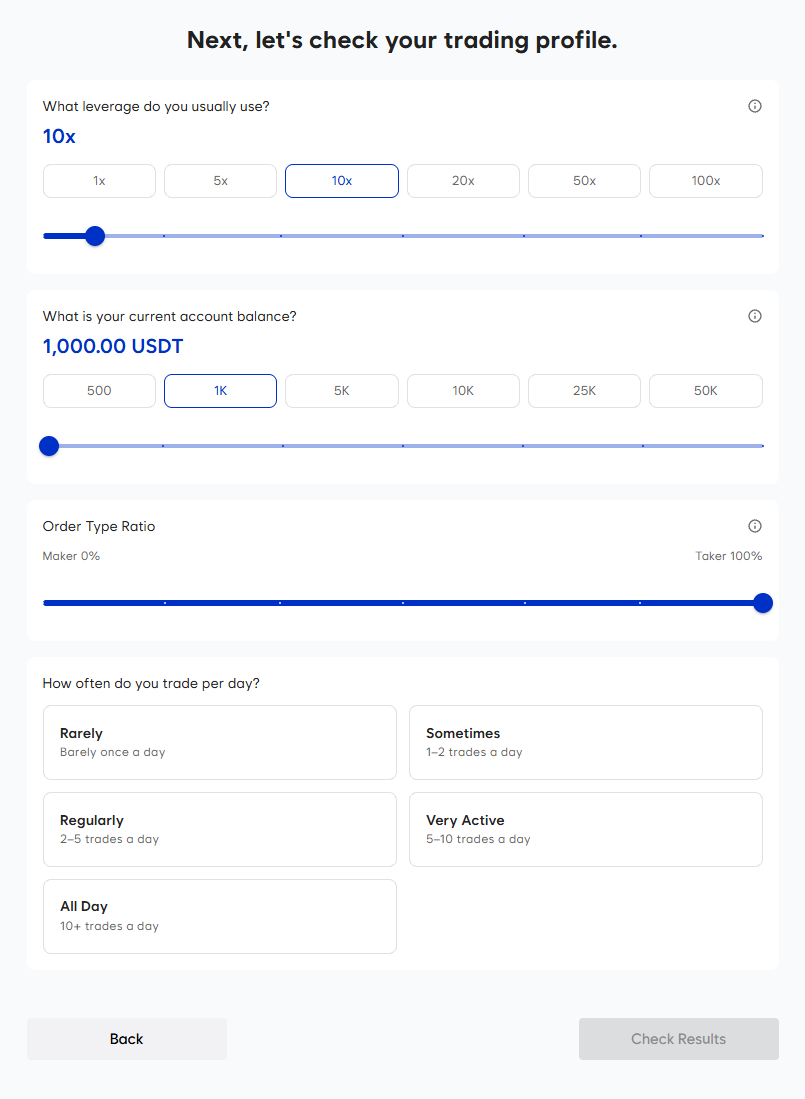 Next, let's check your trading profile.
What leverage do you usually use?
10x
1x 5x 10x 20x 50x 100x
What is your current account balance?
1,000.00 USDT
500 1K 5K 10K 25K 50K
Order Type Ratio
Maker 0% Taker 100%
How often do you trade per day?
Rarely
Barely once a day
Sometimes
1–2 trades a day
Regularly
2–5 trades a day
Very Active
5–10 trades a day
All Day
10+ trades a day
Back Check Results